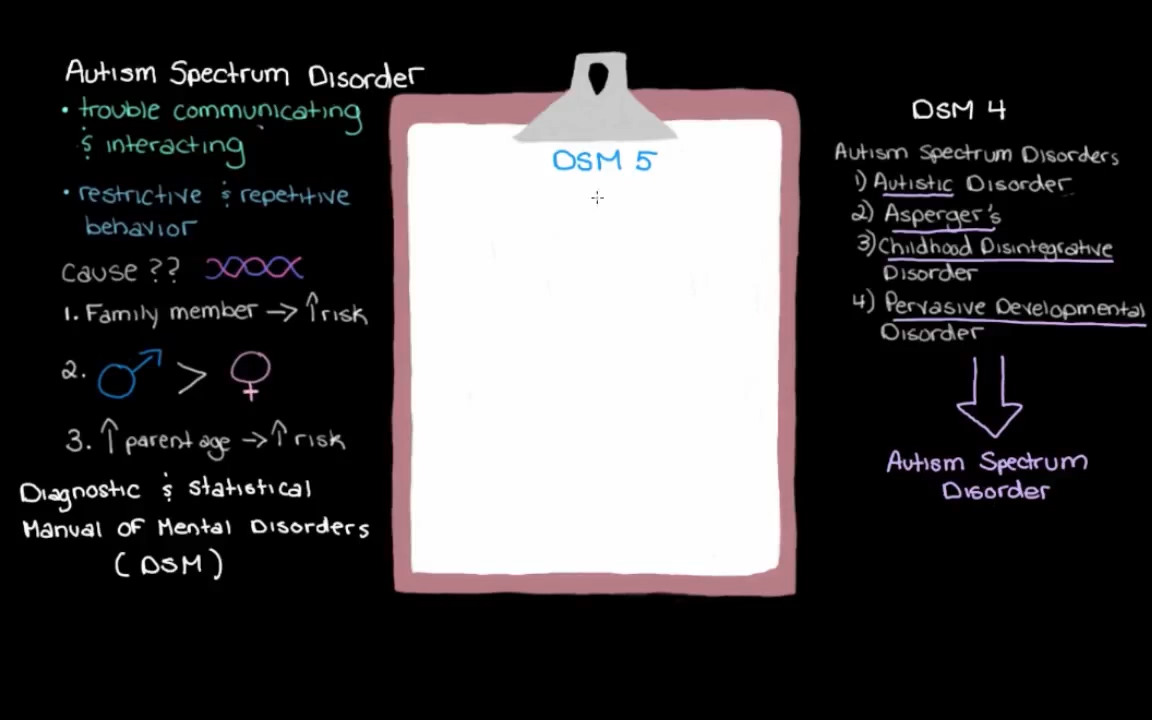 Autism Spectrum Disorder
• trouble communicating
& interacting
• restrictive & repetitive
behavior
cause ??
1. Family member → ↑ risk
2. ♂ > ♀
3. ↑ parent age → ↑ risk
Diagnostic & Statistical
Manual of Mental Disorders
(DSM)
DSM 5
DSM 4
Autism Spectrum Disorders
1) Autistic Disorder
2) Asperger's
3) Childhood Disintegrative
Disorder
4) Pervasive Developmental
Disorder
Autism Spectrum
Disorder